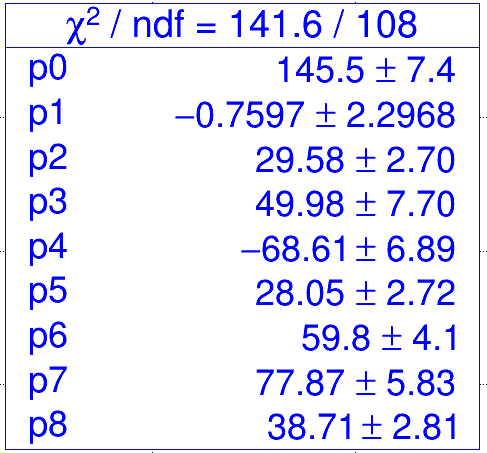 χ² / ndf = 141.6 / 108
p0 145.5 ± 7.4
p1 −0.7597 ± 2.2968
p2 29.58 ± 2.70
p3 49.98 ± 7.70
p4 −68.61 ± 6.89
p5 28.05 ± 2.72
p6 59.8 ± 4.1
p7 77.87 ± 5.83
p8 38.71 ± 2.81